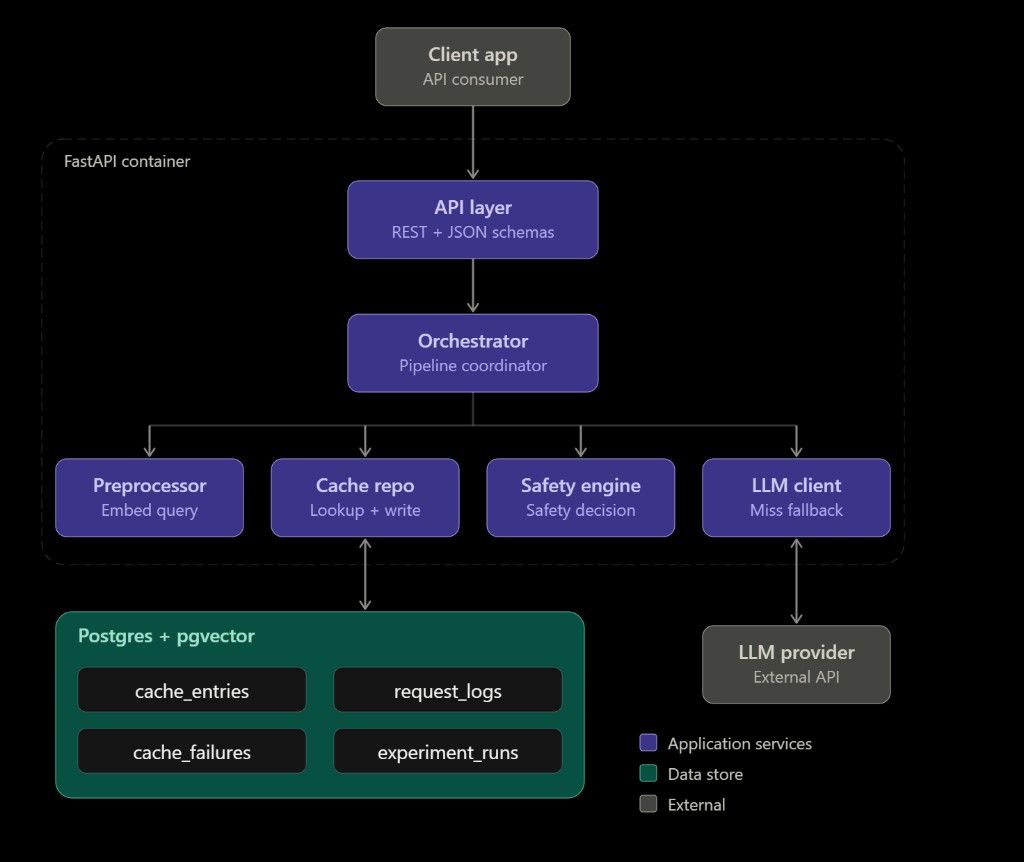 Client app
API consumer
FastAPI container
API layer
REST + JSON schemas
Orchestrator
Pipeline coordinator
Preprocessor
Embed query
Cache repo
Lookup + write
Safety engine
Safety decision
LLM client
Miss fallback
Postgres + pgvector
cache_entries
request_logs
cache_failures
experiment_runs
LLM provider
External API
Application services
Data store
External